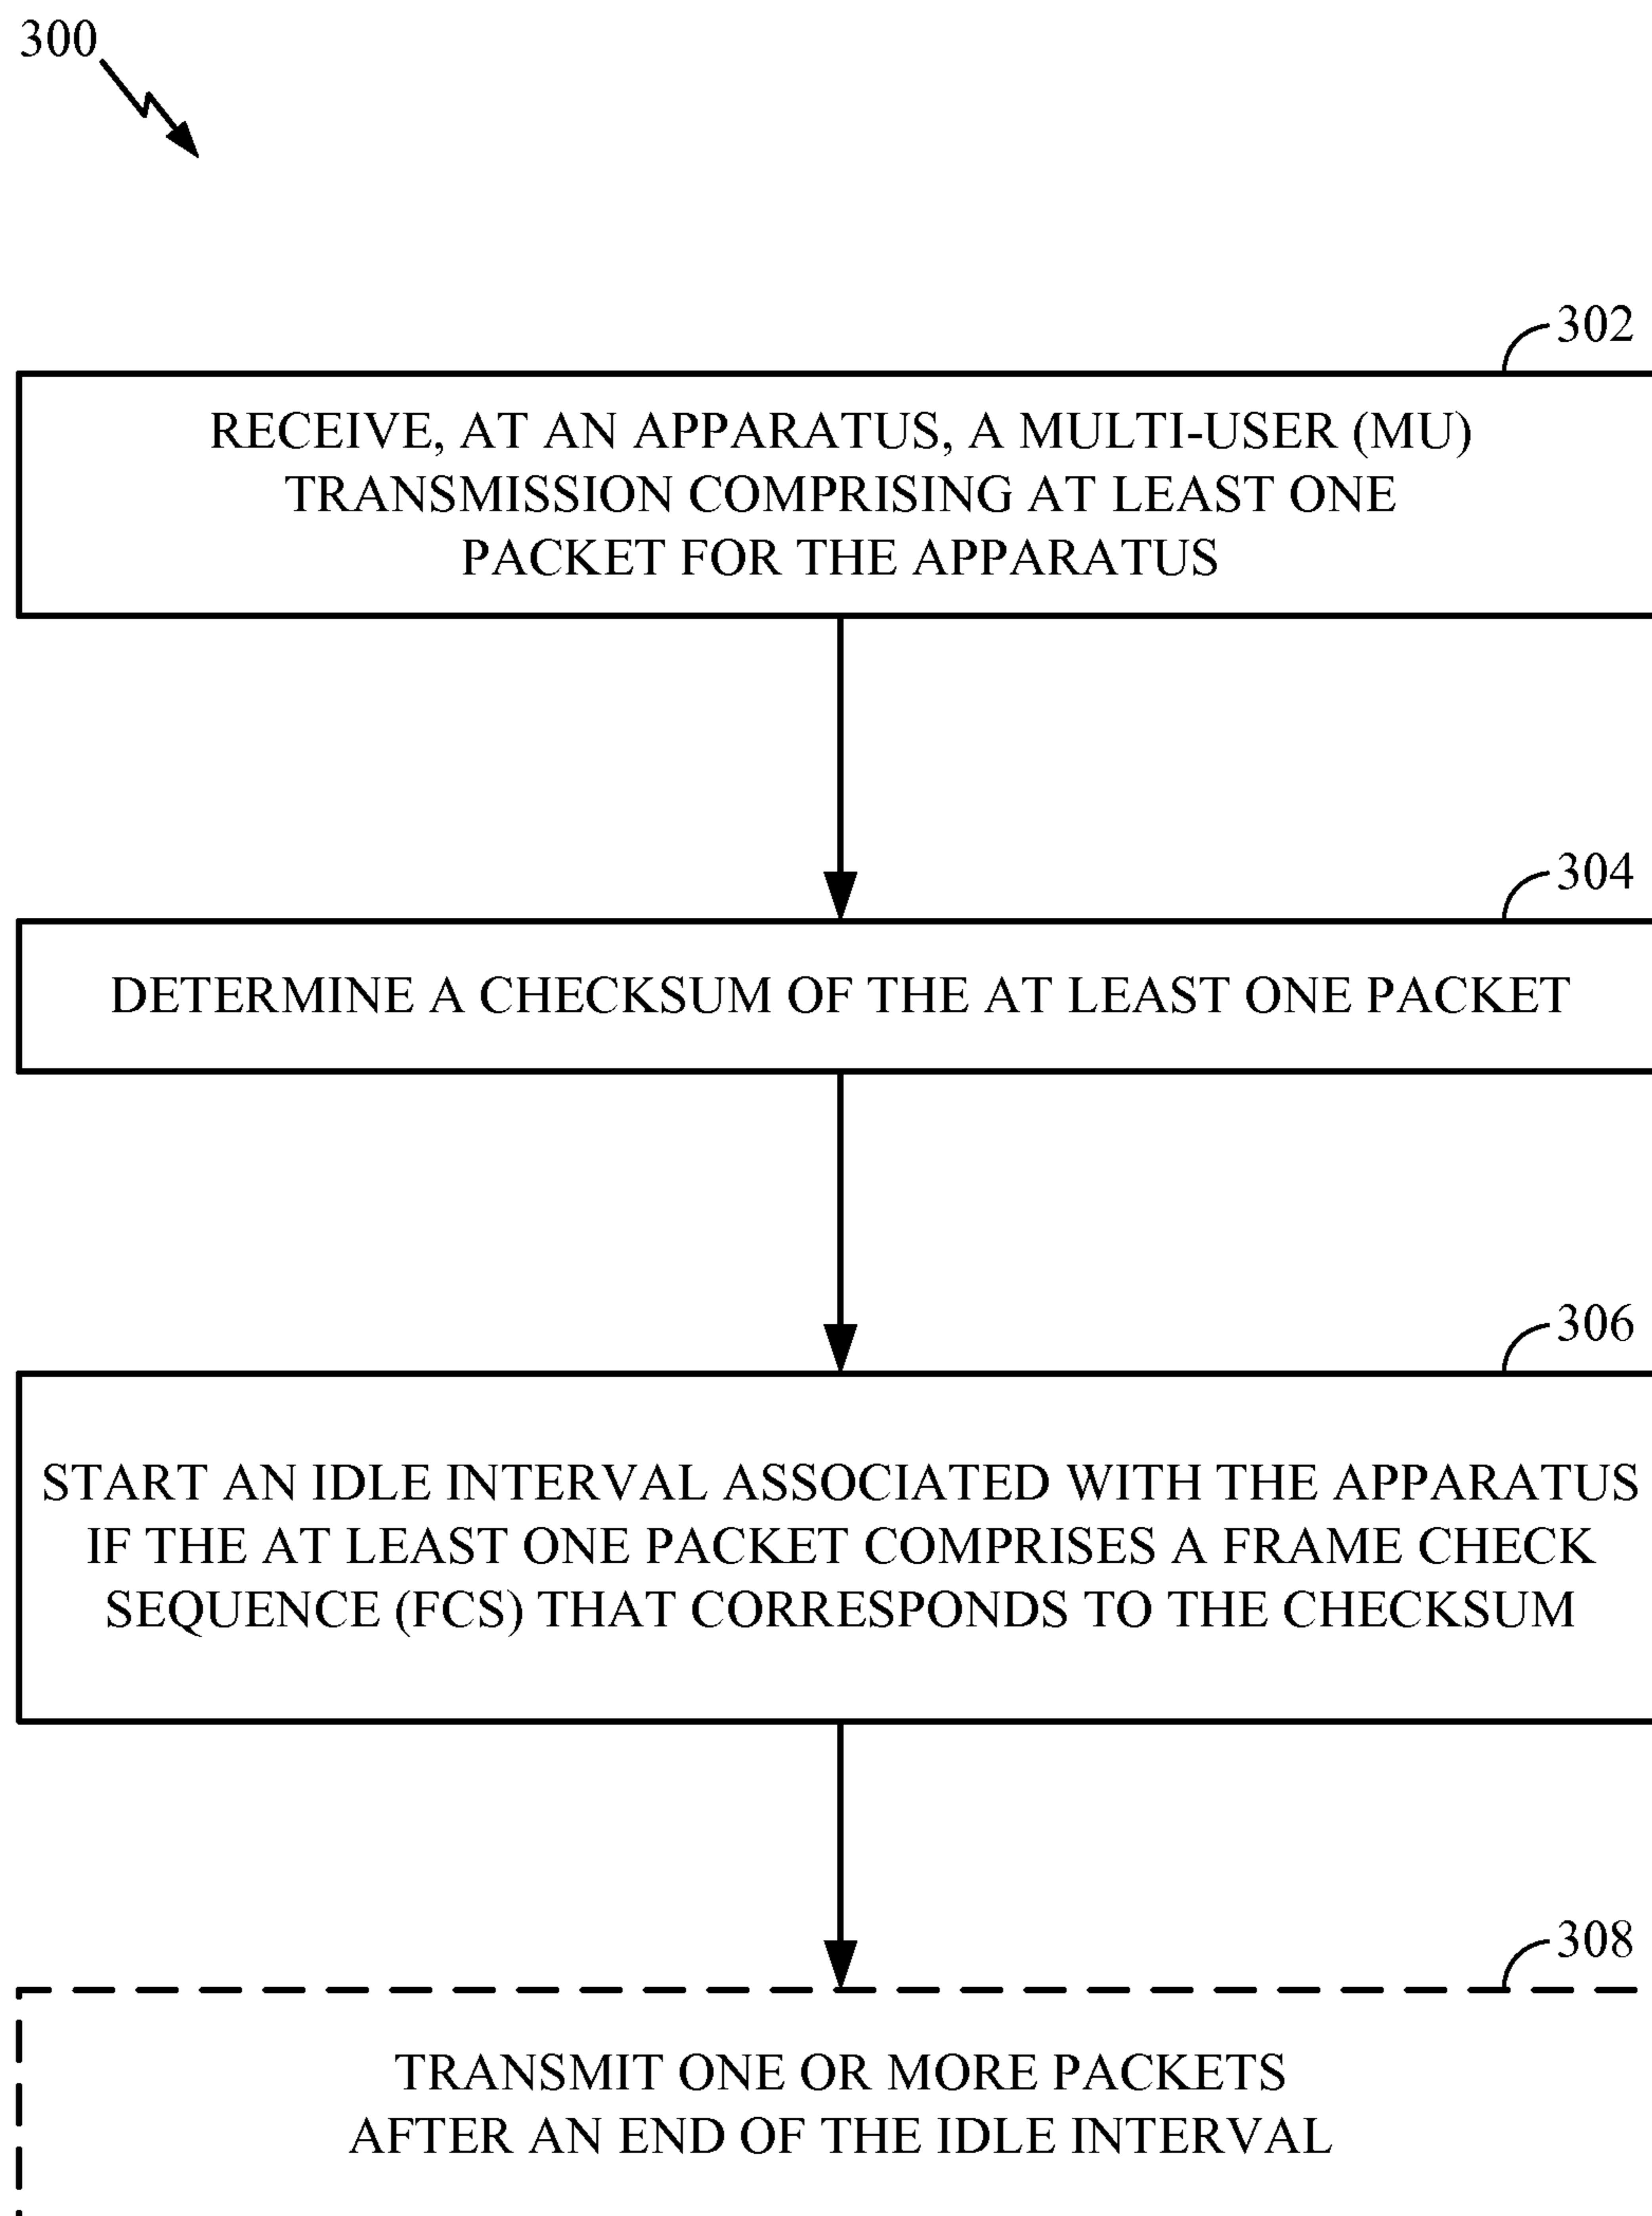 300
302
RECEIVE, AT AN APPARATUS, A MULTI-USER (MU)
TRANSMISSION COMPRISING AT LEAST ONE
PACKET FOR THE APPARATUS
304
DETERMINE A CHECKSUM OF THE AT LEAST ONE PACKET
306
START AN IDLE INTERVAL ASSOCIATED WITH THE APPARATUS
IF THE AT LEAST ONE PACKET COMPRISES A FRAME CHECK
SEQUENCE (FCS) THAT CORRESPONDS TO THE CHECKSUM
308
TRANSMIT ONE OR MORE PACKETS
AFTER AN END OF THE IDLE INTERVAL